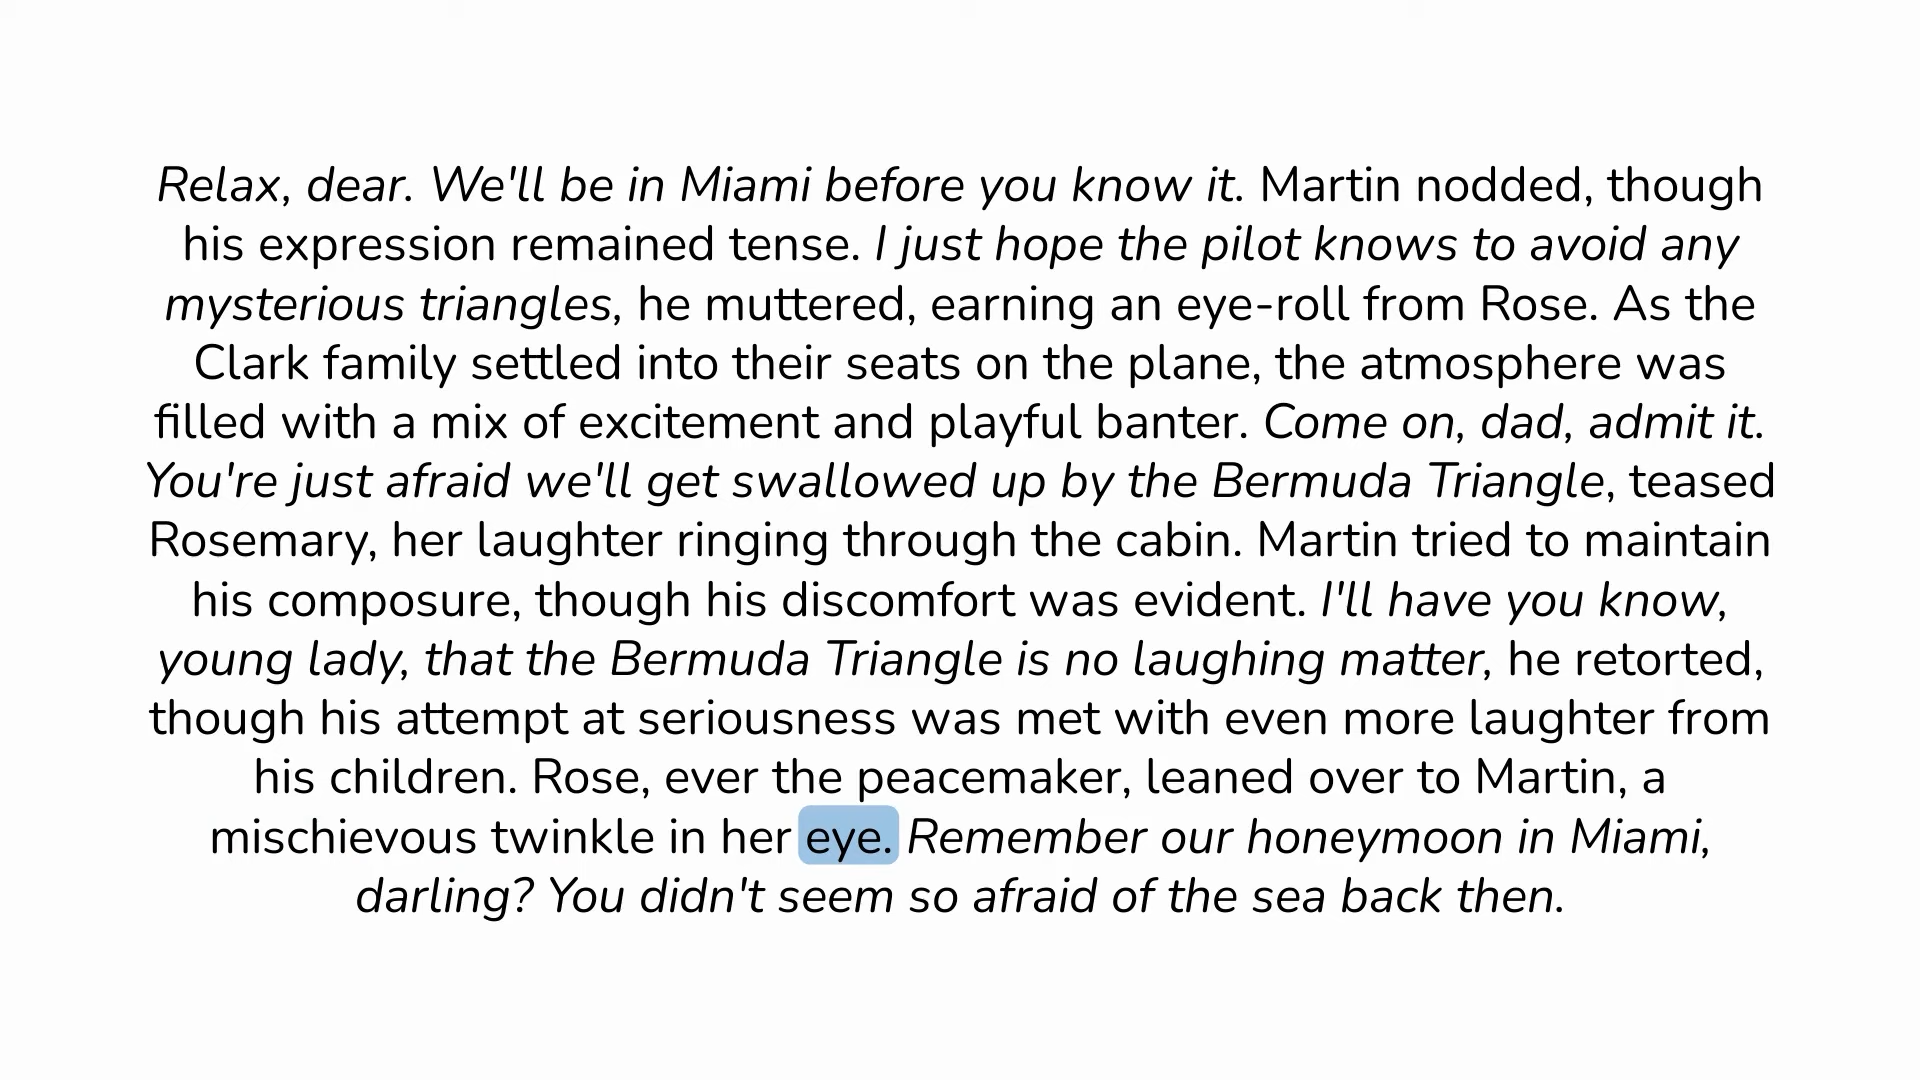 Relax, dear. We'll be in Miami before you know it. Martin nodded, though
his expression remained tense. I just hope the pilot knows to avoid any
mysterious triangles, he muttered, earning an eye-roll from Rose. As the
Clark family settled into their seats on the plane, the atmosphere was
filled with a mix of excitement and playful banter. Come on, dad, admit it.
You're just afraid we'll get swallowed up by the Bermuda Triangle, teased
Rosemary, her laughter ringing through the cabin. Martin tried to maintain
his composure, though his discomfort was evident. I'll have you know,
young lady, that the Bermuda Triangle is no laughing matter, he retorted,
though his attempt at seriousness was met with even more laughter from
his children. Rose, ever the peacemaker, leaned over to Martin, a
mischievous twinkle in her eye. Remember our honeymoon in Miami,
darling? You didn't seem so afraid of the sea back then.